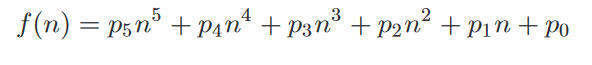 f(n) = p₅n⁵ + p₄n⁴ + p₃n³ + p₂n² + p₁n + p₀